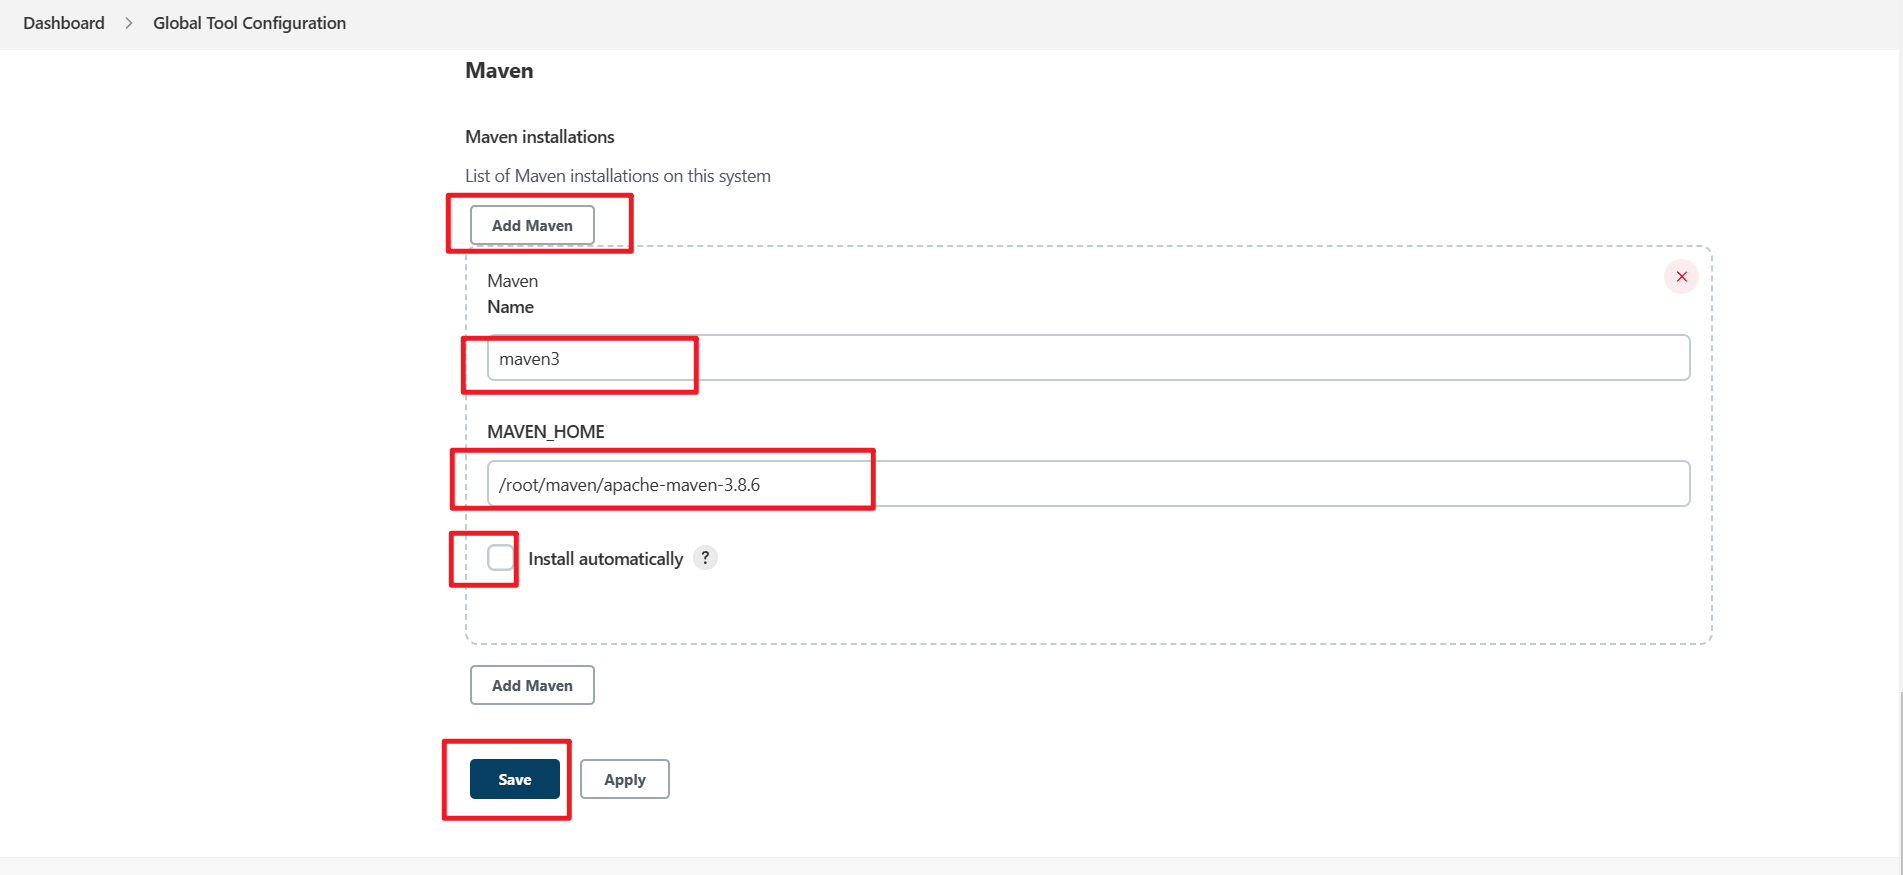 Dashboard > Global Tool Configuration
Maven
Maven installations
List of Maven installations on this system
Add Maven
Maven
Name
maven3
MAVEN_HOME
/root/maven/apache-maven-3.8.6
Install automatically ?
Add Maven
Save Apply